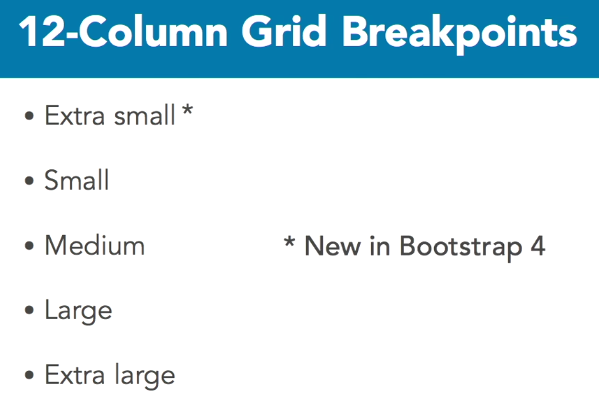 12-Column Grid Breakpoints
• Extra small *
• Small
• Medium
* New in Bootstrap 4
• Large
• Extra large